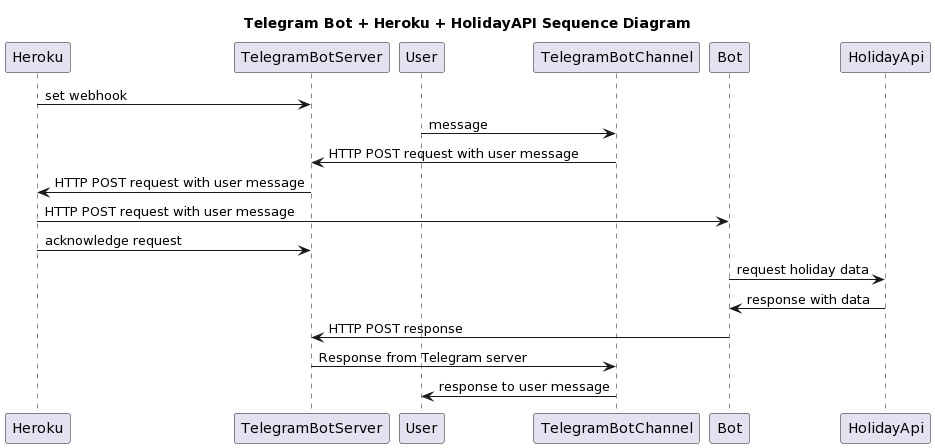 Telegram Bot + Heroku + HolidayAPI Sequence Diagram
Heroku TelegramBotServer User TelegramBotChannel Bot HolidayApi
set webhook
message
HTTP POST request with user message
HTTP POST request with user message
HTTP POST request with user message
acknowledge request
request holiday data
response with data
HTTP POST response
Response from Telegram server
response to user message
Heroku TelegramBotServer User TelegramBotChannel Bot HolidayApi